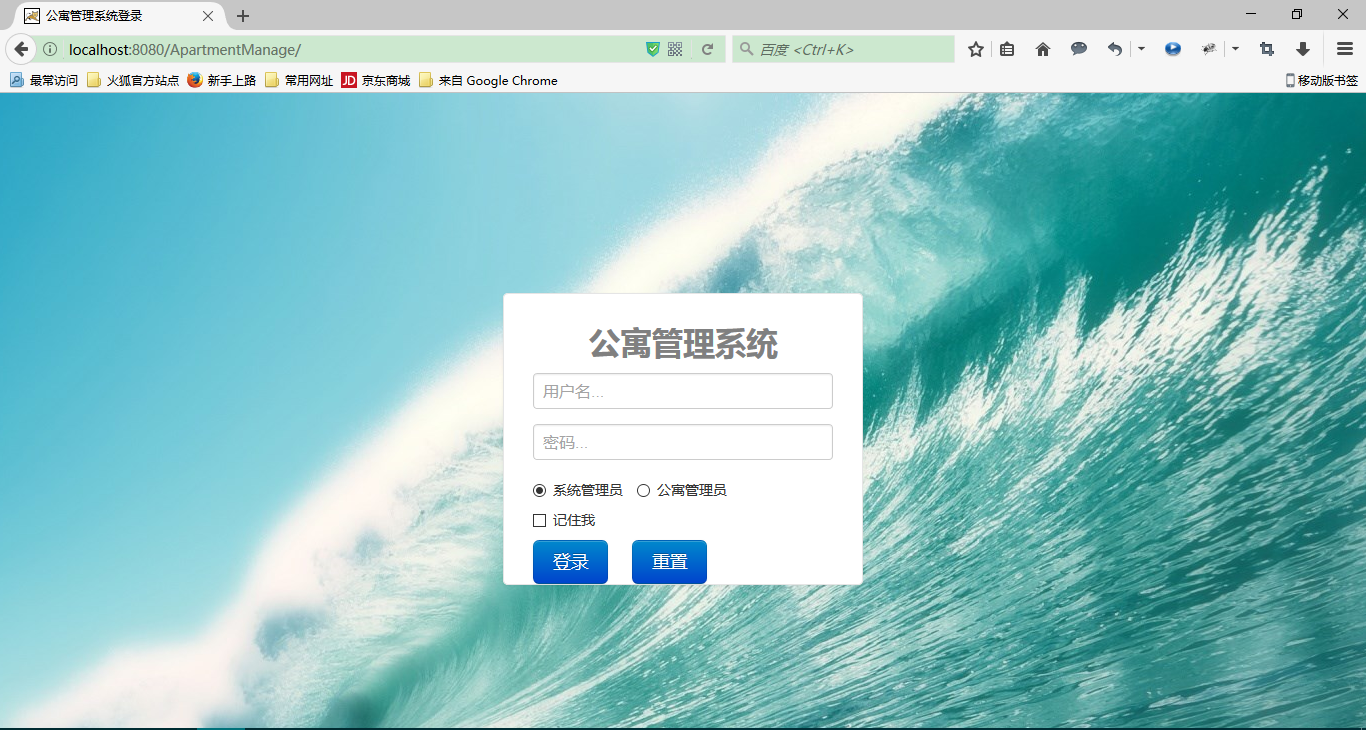 公寓管理系统登录
localhost:8080/ApartmentManage/
百度 <Ctrl+K>
最常访问 火狐官方站点 新手上路 常用网址 JD 京东商城 来自 Google Chrome 移动版书签
公寓管理系统
用户名...
密码...
系统管理员 公寓管理员
记住我
登录 重置